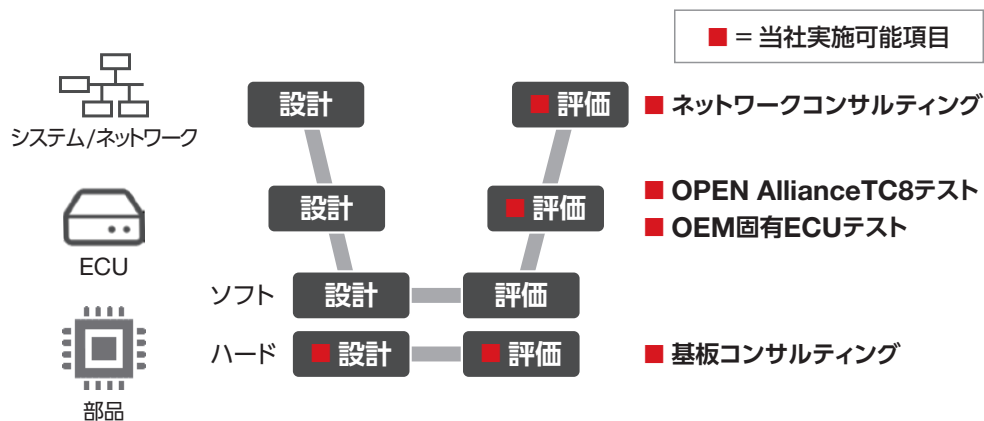 ■ = 当社実施可能項目
設計
■ 評価
■ ネットワークコンサルティング
システム/ネットワーク
設計
■ 評価
■ OPEN AllianceTC8テスト
■ OEM固有ECUテスト
ECU
ソフト
設計
評価
ハード
■ 設計
■ 評価
■ 基板コンサルティング
部品